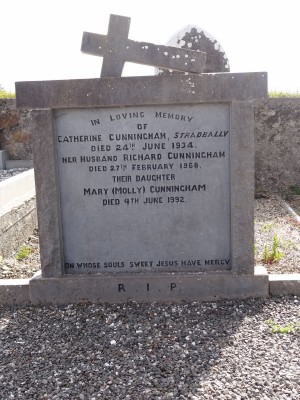 IN LOVING MEMORY
OF
CATHERINE CUNNINGHAM, STRADBALLY
DIED 24TH JUNE 1934.
HER HUSBAND RICHARD CUNNINGHAM
DIED 27TH FEBRUARY 1968.
THEIR DAUGHTER
MARY (MOLLY) CUNNINGHAM
DIED 4TH JUNE 1992.
ON WHOSE SOULS SWEET JESUS HAVE MERCY
R. I. P.